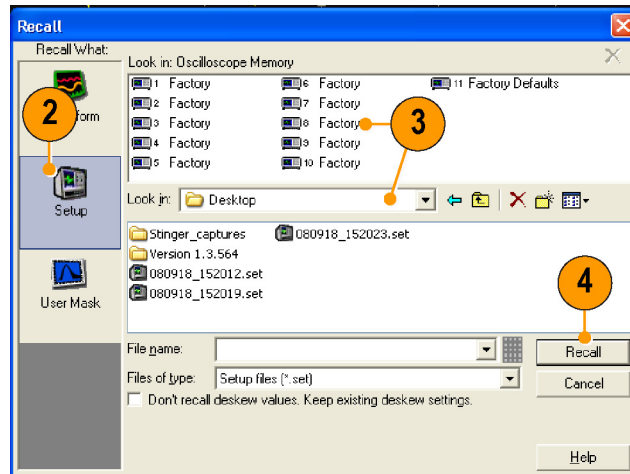 Recall
Recall What:
Look in: Oscilloscope Memory
1 Factory
6 Factory
11 Factory Defaults
2 Factory
7 Factory
3 Factory
8 Factory
4 Factory
9 Factory
5 Factory
10 Factory
2
form
3
Setup
Look in: Desktop
Stinger_captures
080918_152023.set
Version 1.3.564
080918_152012.set
080918_152019.set
User Mask
4
File name:
Recall
Files of type: Setup files (*.set)
Cancel
Don't recall deskew values. Keep existing deskew settings.
Help